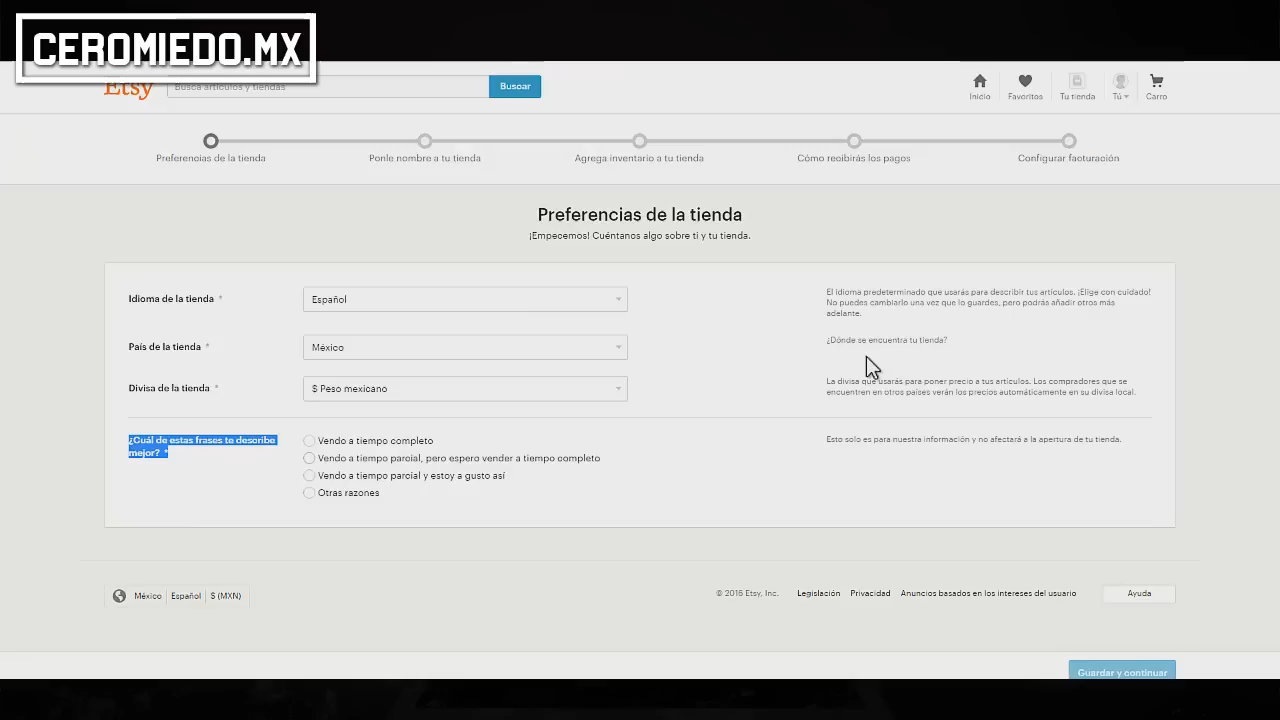 CEROMIEDO.MX
Etsy
busca artículos y tiendas
Buscar
Inicio
Favoritos
Tu tienda
Tú
Carro
Preferencias de la tienda
Ponle nombre a tu tienda
Agrega inventario a tu tienda
Cómo recibirás los pagos
Configurar facturación
Preferencias de la tienda
¡Empecemos! Cuéntanos algo sobre ti y tu tienda.
Idioma de la tienda *
Español
El idioma predeterminado que usarás para describir tus artículos. ¡Elige con cuidado!
No puedes cambiarlo una vez que lo guardes, pero podrás añadir otros más
adelante.
País de la tienda *
México
¿Dónde se encuentra tu tienda?
Divisa de la tienda *
$ Peso mexicano
La divisa que usarás para poner precio a tus artículos. Los compradores que se
encuentren en otros países verán los precios automáticamente en su divisa local.
¿Cuál de estas frases te describe
mejor? *
Vendo a tiempo completo
Vendo a tiempo parcial, pero espero vender a tiempo completo
Vendo a tiempo parcial y estoy a gusto así
Otras razones
Esto solo es para nuestra información y no afectará a la apertura de tu tienda.
México
Español
$ (MXN)
© 2016 Etsy, Inc.
Legislación
Privacidad
Anuncios basados en los intereses del usuario
Ayuda
Guardar y continuar